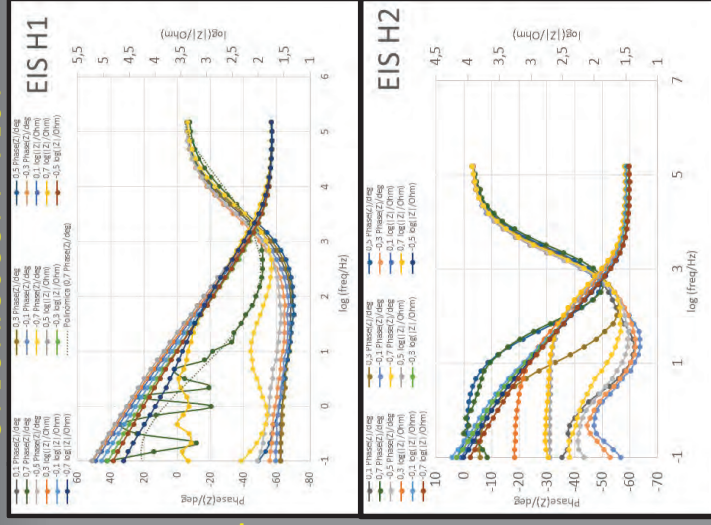 EIS H1
0,1 Phase(Z)/deg 0,3 Phase(Z)/deg 0,5 Phase(Z)/deg
0,7 Phase(Z)/deg -0,1 Phase(Z)/deg -0,3 Phase(Z)/deg
-0,5 Phase(Z)/deg -0,7 Phase(Z)/deg 0,1 log(|Z|/Ohm)
0,3 log(|Z|/Ohm) 0,5 log(|Z|/Ohm) 0,7 log(|Z|/Ohm)
-0,1 log(|Z|/Ohm) -0,3 log(|Z|/Ohm) -0,5 log(|Z|/Ohm)
-0,7 log(|Z|/Ohm) Polinómica (0,7 Phase(Z)/deg)
Phase(Z)/deg
60 40 20 0 -20 -40 -60 -80
-1 0 1 2 3 4 5 6
log (freq/Hz)
5,5 5 4,5 4 3,5 3 2,5 2 1,5 1
log(|Z|/Ohm)
EIS H2
0,1 Phase(Z)/deg 0,3 Phase(Z)/deg 0,5 Phase(Z)/deg
0,7 Phase(Z)/deg -0,1 Phase(Z)/deg -0,3 Phase(Z)/deg
-0,5 Phase(Z)/deg -0,7 Phase(Z)/deg 0,1 log(|Z|/Ohm)
0,3 log(|Z|/Ohm) 0,5 log(|Z|/Ohm) 0,7 log(|Z|/Ohm)
-0,1 log(|Z|/Ohm) -0,3 log(|Z|/Ohm) -0,5 log(|Z|/Ohm)
-0,7 log(|Z|/Ohm)
Phase(Z)/deg
10 0 -10 -20 -30 -40 -50 -60 -70
-1 1 3 5 7
log (freq/Hz)
4,5 4 3,5 3 2,5 2 1,5 1
log(|Z|/Ohm)